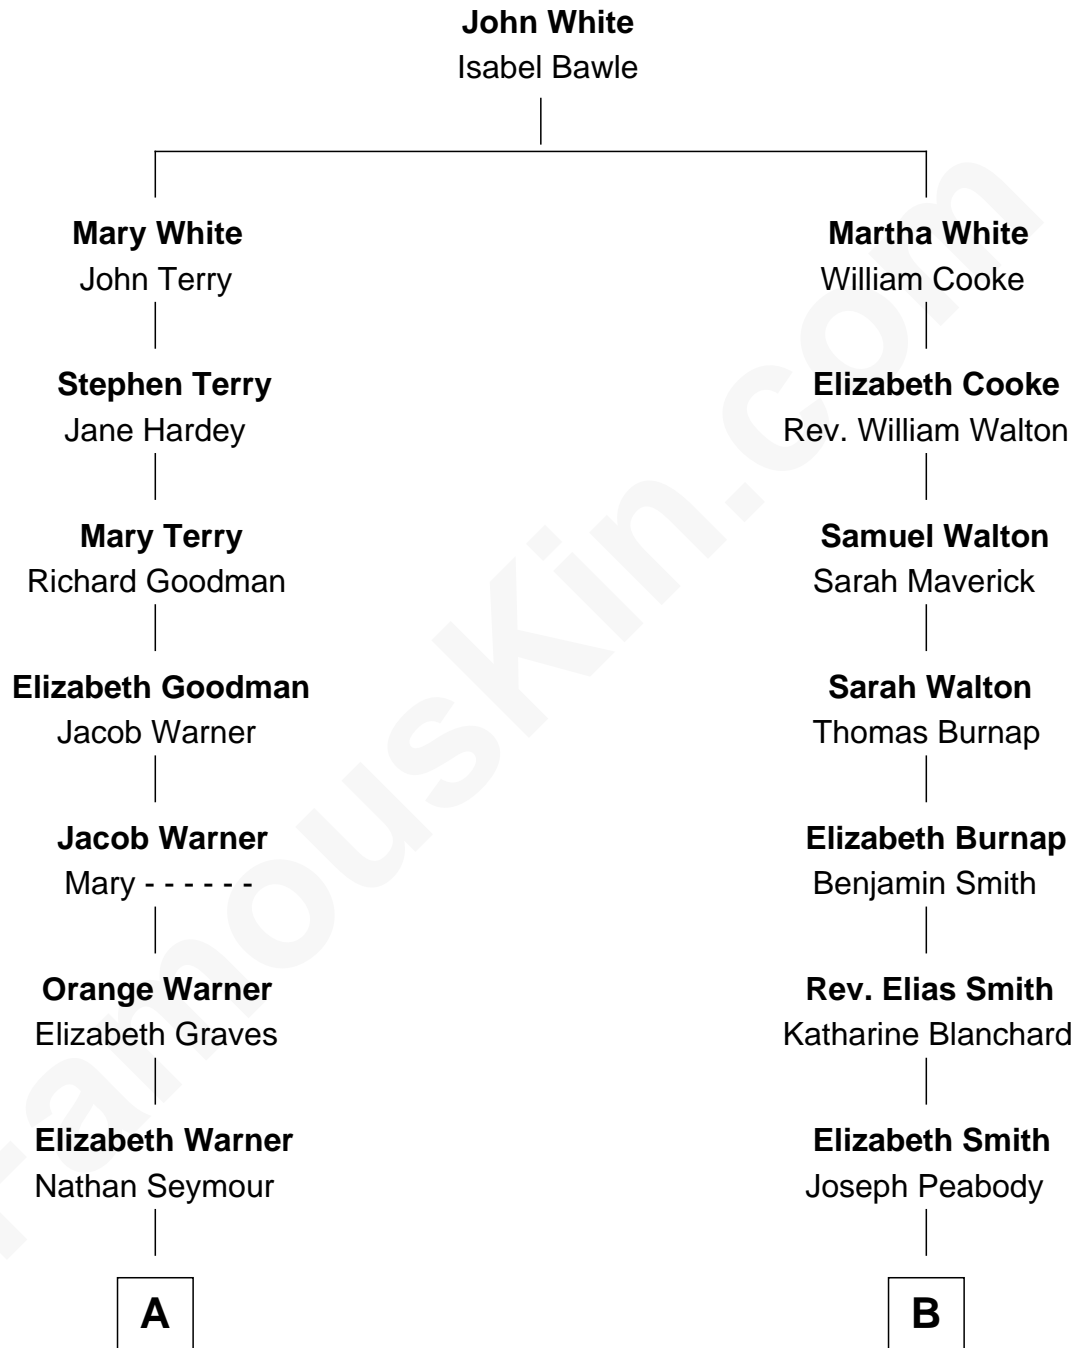 John White
Isabel Bawle
Mary White
John Terry
Martha White
William Cooke
Stephen Terry
Jane Hardey
Elizabeth Cooke
Rev. William Walton
Mary Terry
Richard Goodman
Samuel Walton
Sarah Maverick
Elizabeth Goodman
Jacob Warner
Sarah Walton
Thomas Burnap
Jacob Warner
Mary - - - - - -
Elizabeth Burnap
Benjamin Smith
Orange Warner
Elizabeth Graves
Rev. Elias Smith
Katharine Blanchard
Elizabeth Warner
Nathan Seymour
Elizabeth Smith
Joseph Peabody
A
B
FamousKin.com